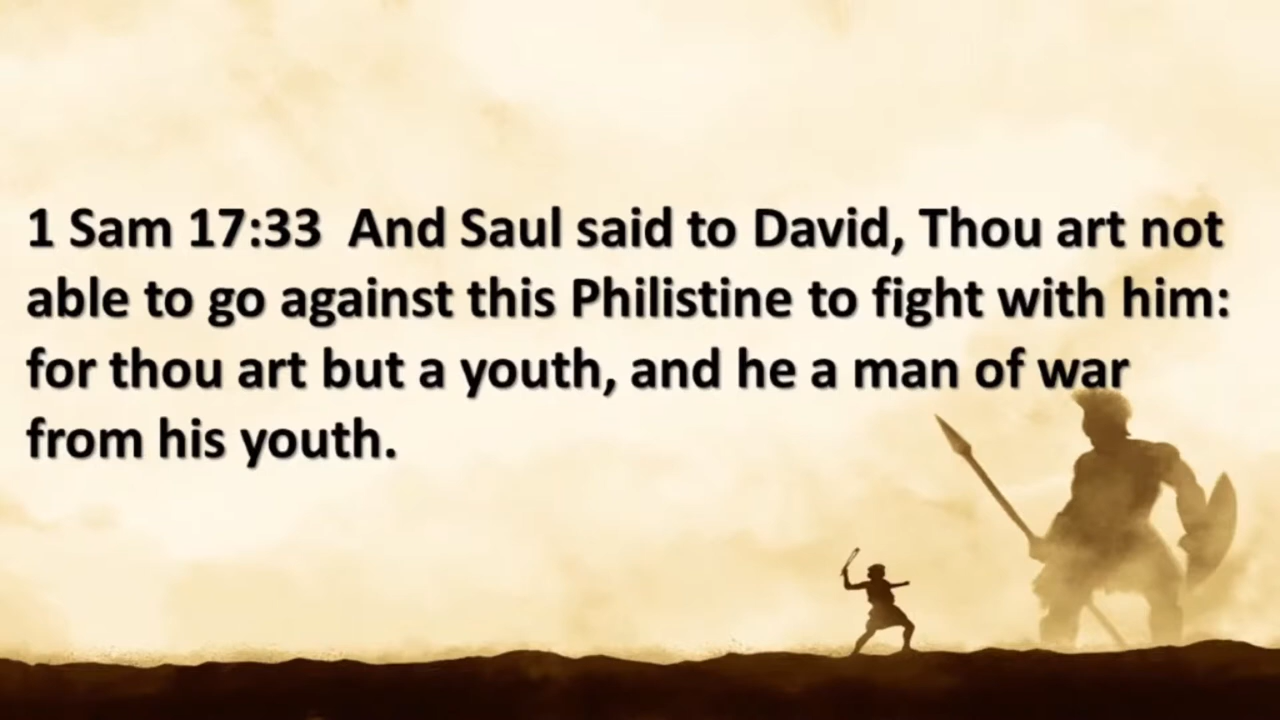 1 Sam 17:33  And Saul said to David, Thou art not
able to go against this Philistine to fight with him:
for thou art but a youth, and he a man of war
from his youth.